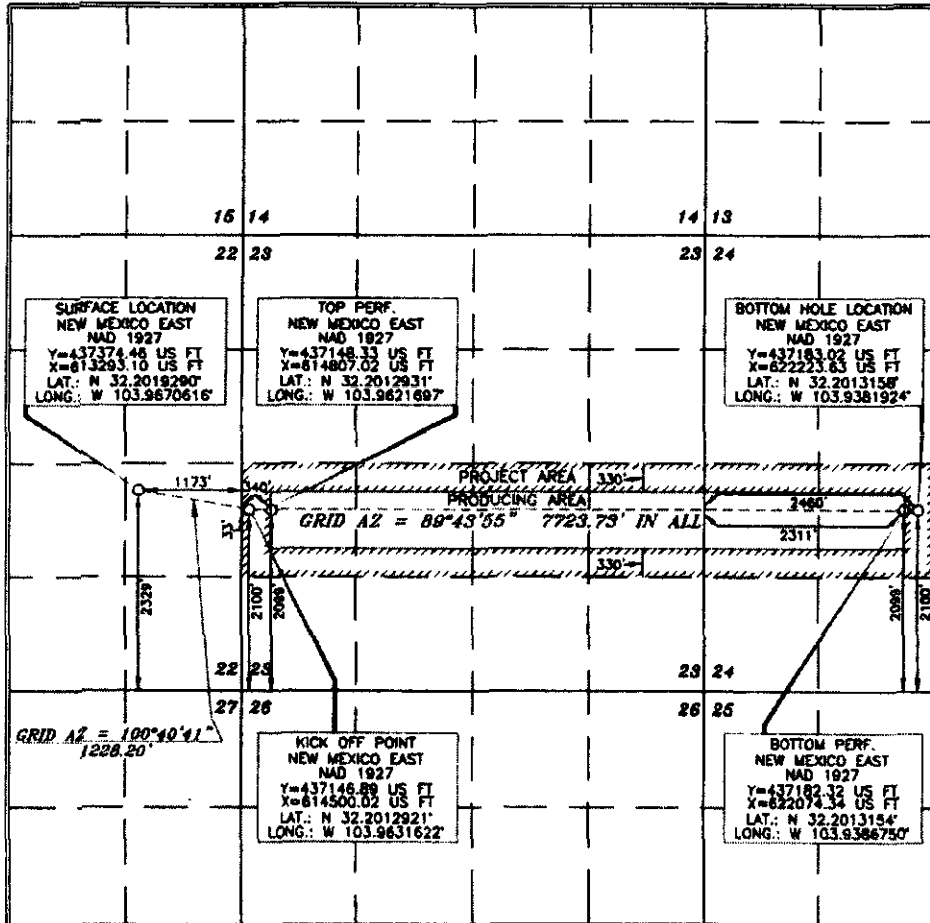 15 14
14 13
22 23
23 24
SURFACE LOCATION
NEW MEXICO EAST
NAD 1927
Y=437374.46 US FT
X=613293.10 US FT
LAT.: N 32.2019290°
LONG.: W 103.9670616°
TOP PERF.
NEW MEXICO EAST
NAD 1927
Y=437148.33 US FT
X=614807.02 US FT
LAT.: N 32.2012931°
LONG.: W 103.9621697°
BOTTOM HOLE LOCATION
NEW MEXICO EAST
NAD 1927
Y=437183.02 US FT
X=622223.63 US FT
LAT.: N 32.2013158°
LONG.: W 103.9381924°
PROJECT AREA
330'
1173'
340'
PRODUCING AREA
2460'
GRID AZ = 89°43'55" 7723.73' IN ALL
2311'
33'
330'
2329'
2100'
2099'
2099'
2100'
22 23
23 24
27 26
26 25
GRID AZ = 100°40'41"
1228.20'
KICK OFF POINT
NEW MEXICO EAST
NAD 1927
Y=437146.89 US FT
X=614500.02 US FT
LAT.: N 32.2012921°
LONG.: W 103.9631622°
BOTTOM PERF.
NEW MEXICO EAST
NAD 1927
Y=437182.32 US FT
X=622074.34 US FT
LAT.: N 32.2013154°
LONG.: W 103.9386750°